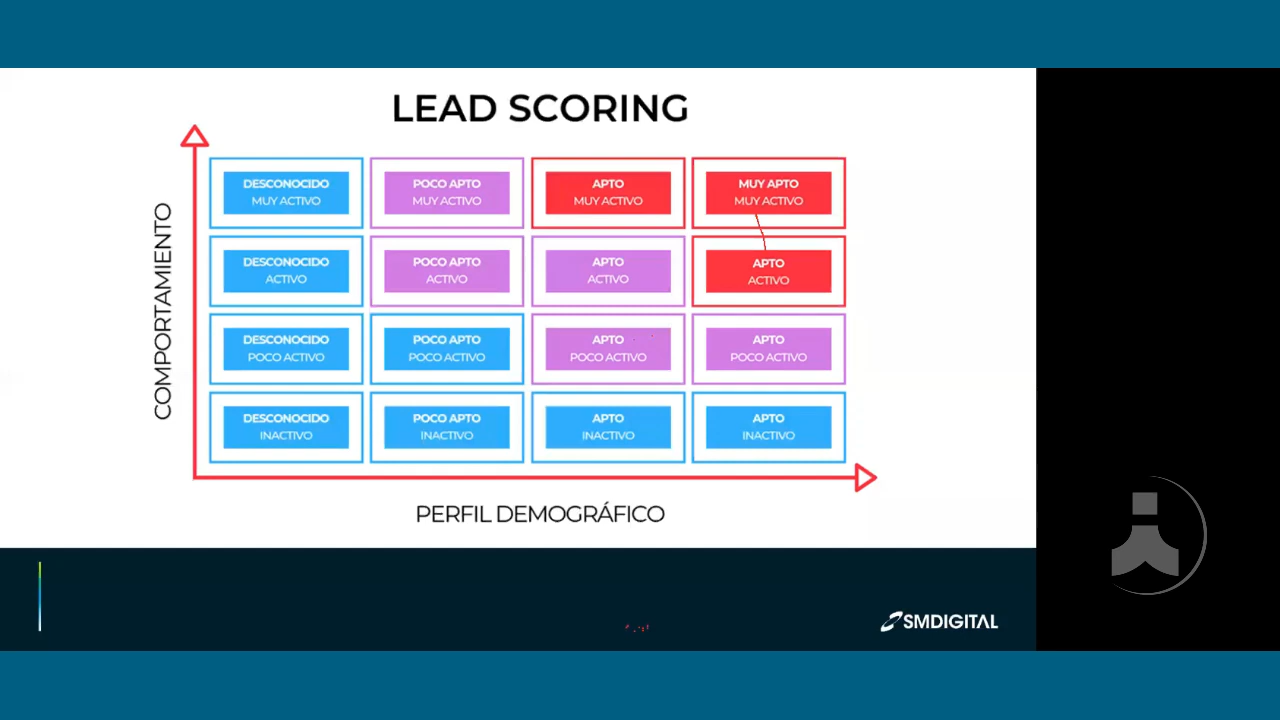 LEAD SCORING
COMPORTAMIENTO
DESCONOCIDO
MUY ACTIVO
POCO APTO
MUY ACTIVO
APTO
MUY ACTIVO
MUY APTO
MUY ACTIVO
DESCONOCIDO
ACTIVO
POCO APTO
ACTIVO
APTO
ACTIVO
APTO
ACTIVO
DESCONOCIDO
POCO ACTIVO
POCO APTO
POCO ACTIVO
APTO
POCO ACTIVO
APTO
POCO ACTIVO
DESCONOCIDO
INACTIVO
POCO APTO
INACTIVO
APTO
INACTIVO
APTO
INACTIVO
PERFIL DEMOGRÁFICO
SMDIGITAL